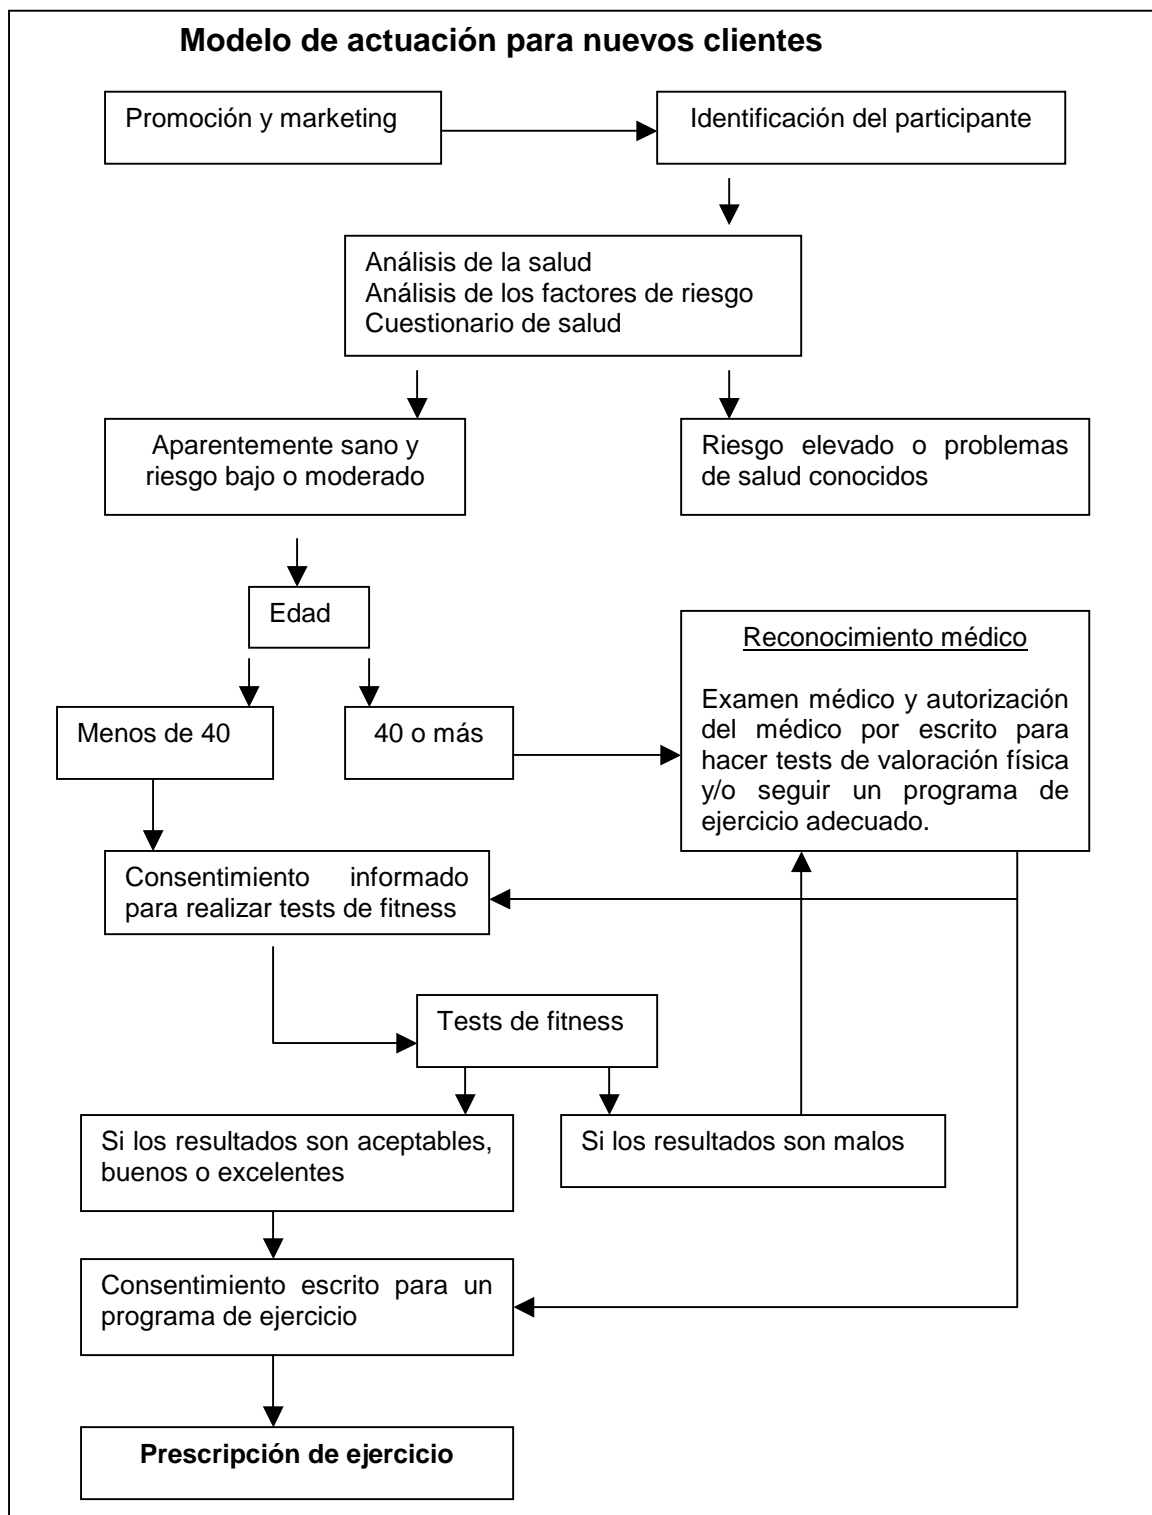 Modelo de actuación para nuevos clientes
Promoción y marketing
Identificación del participante
Análisis de la salud
Análisis de los factores de riesgo
Cuestionario de salud
Aparentemente sano y
riesgo bajo o moderado
Riesgo elevado o problemas
de salud conocidos
Edad
Menos de 40
40 o más
Reconocimiento médico
Examen médico y autorización
del médico por escrito para
hacer tests de valoración física
y/o seguir un programa de
ejercicio adecuado.
Consentimiento informado
para realizar tests de fitness
Tests de fitness
Si los resultados son aceptables,
buenos o excelentes
Si los resultados son malos
Consentimiento escrito para un
programa de ejercicio
Prescripción de ejercicio